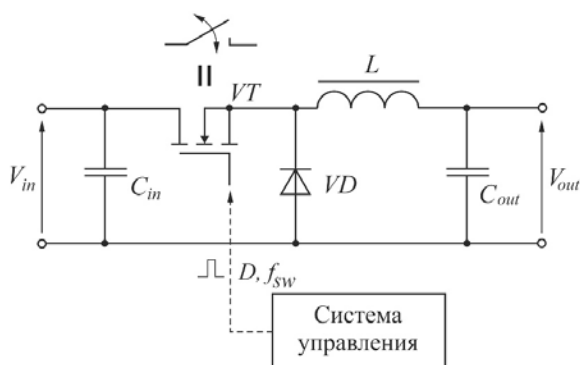 VT
L
V_in
C_in
VD
C_out
V_out
D, f_SW
Система
управления